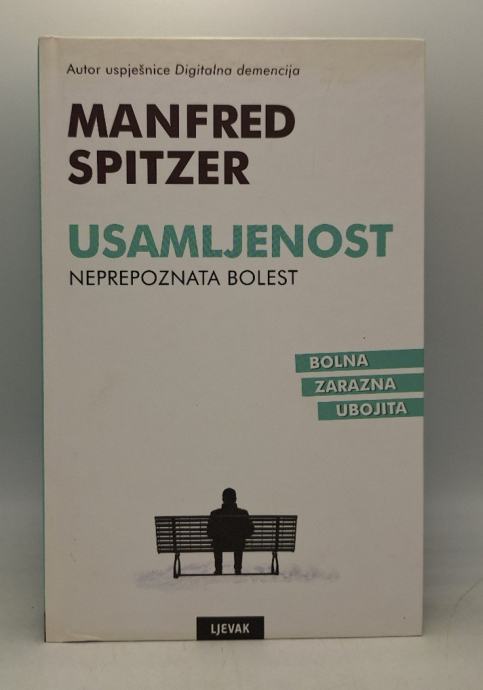 Autor uspješnice Digitalna demencija
MANFRED
SPITZER
USAMLJENOST
NEPREPOZNATA BOLEST
BOLNA
ZARAZNA
UBOJITA
LJEVAK